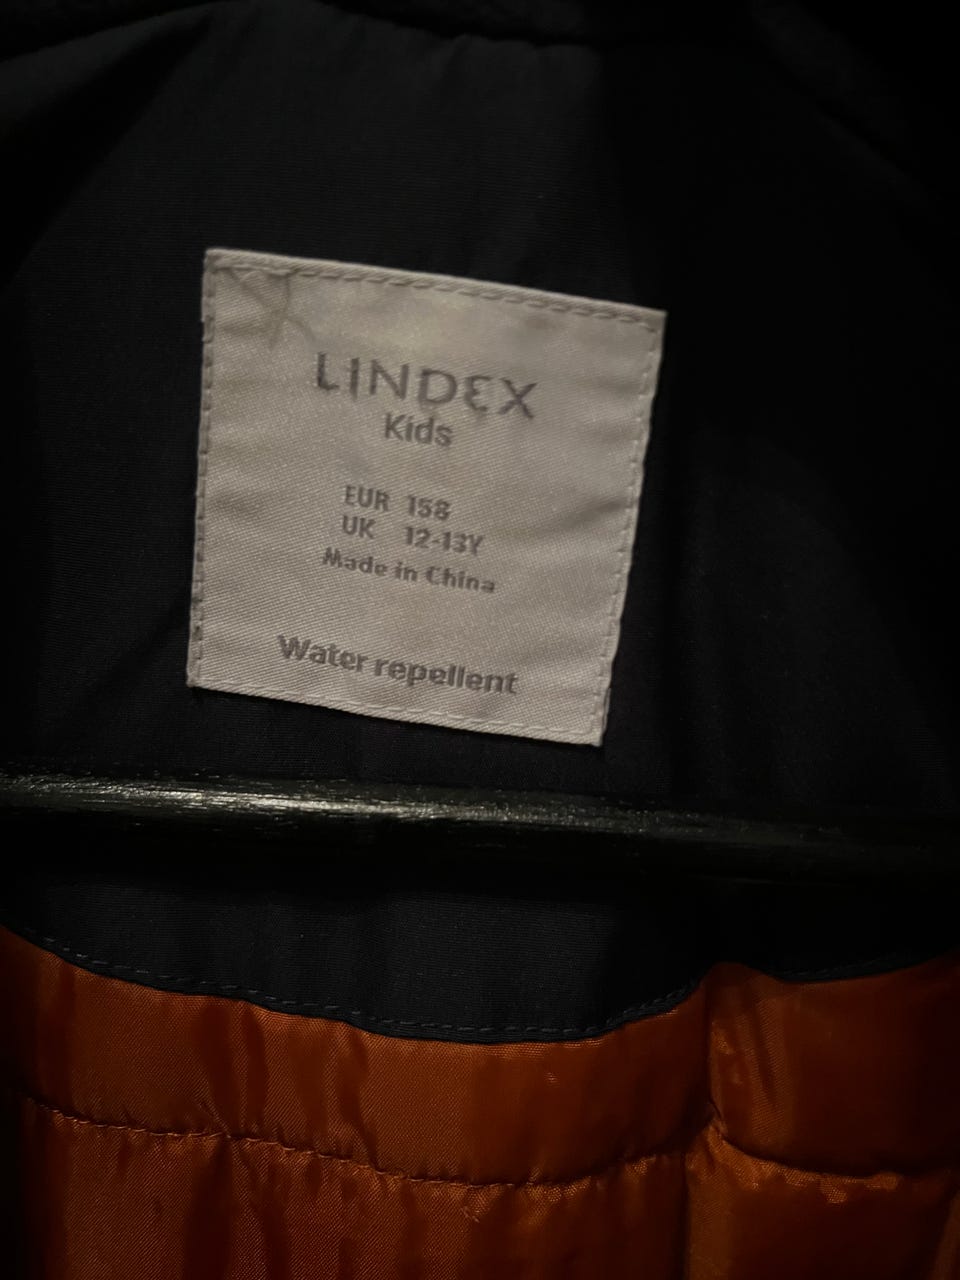 LINDEX
Kids
EUR 158
UK 12-13Y
Made in China
Water repellent